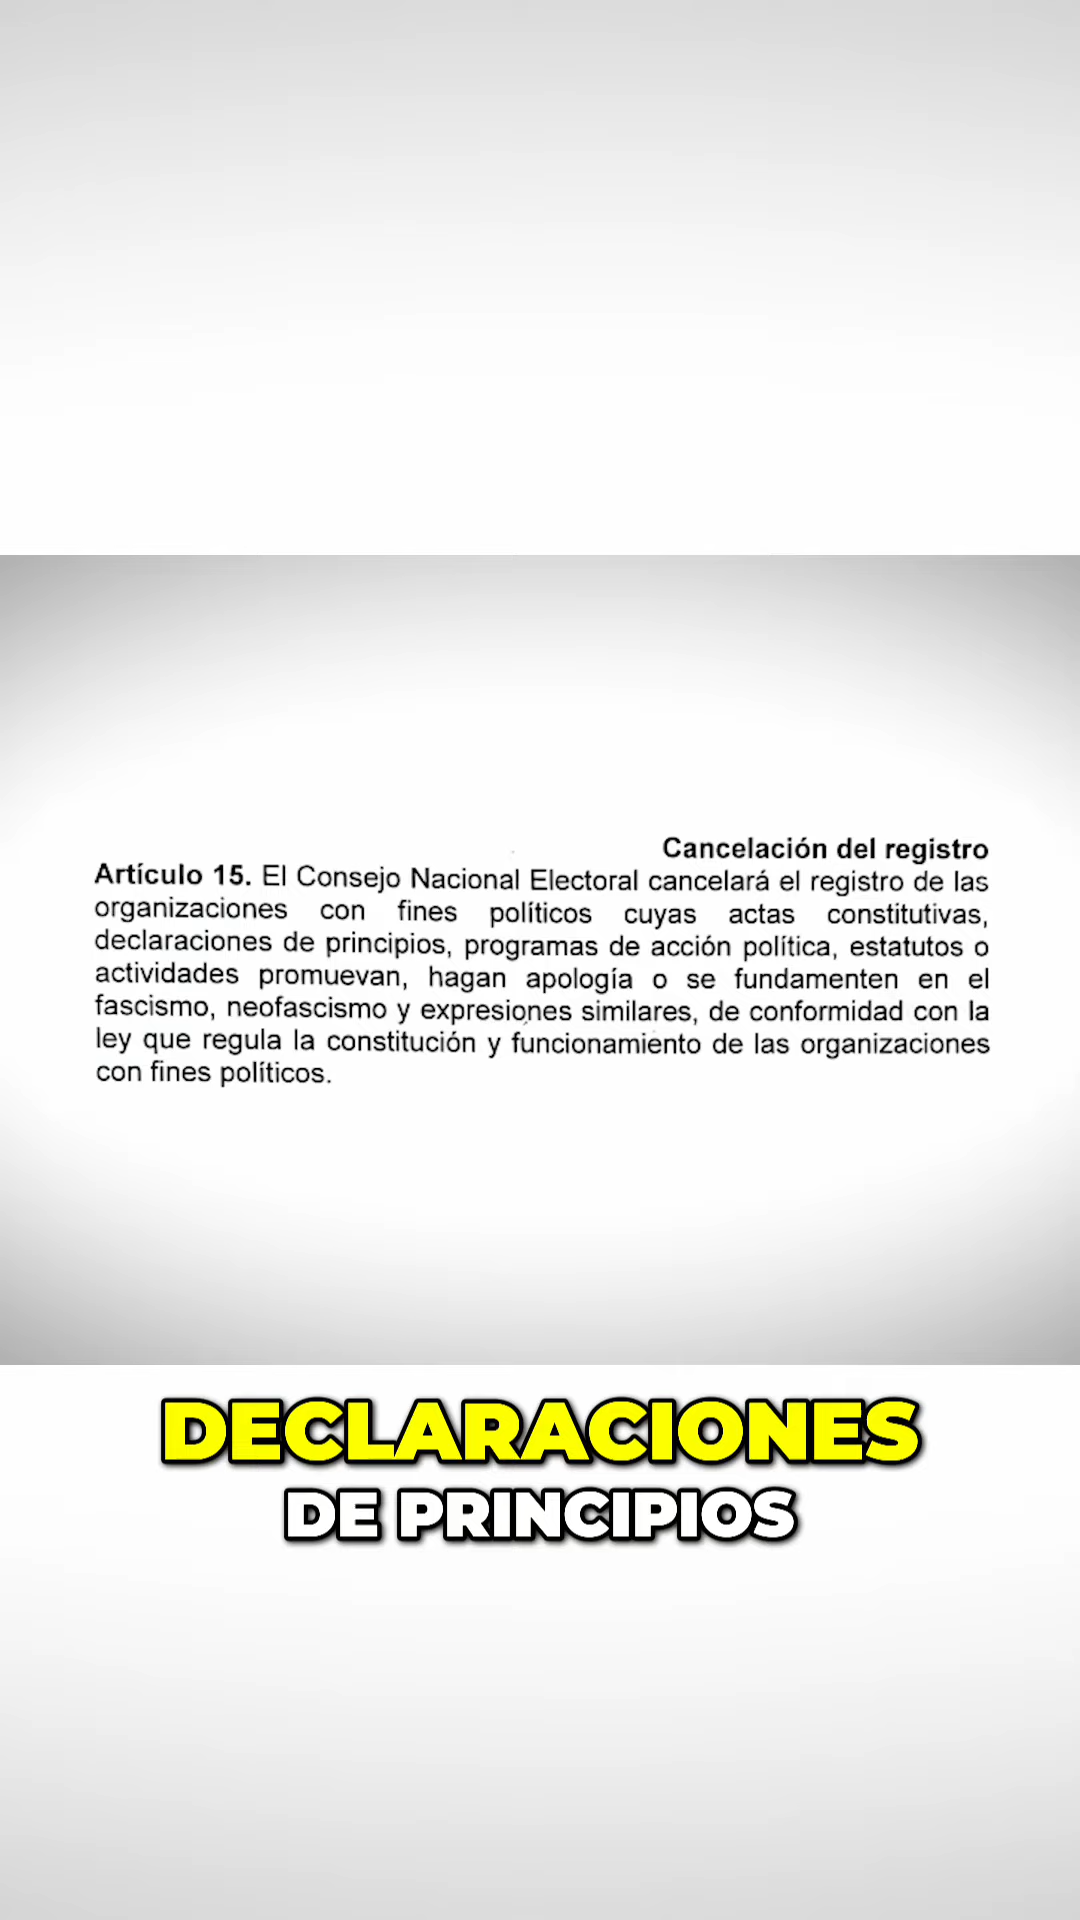 Cancelación del registro
Artículo 15. El Consejo Nacional Electoral cancelará el registro de las
organizaciones con fines políticos cuyas actas constitutivas,
declaraciones de principios, programas de acción política, estatutos o
actividades promuevan, hagan apología o se fundamenten en el
fascismo, neofascismo y expresiones similares, de conformidad con la
ley que regula la constitución y funcionamiento de las organizaciones
con fines políticos.
DECLARACIONES
DE PRINCIPIOS